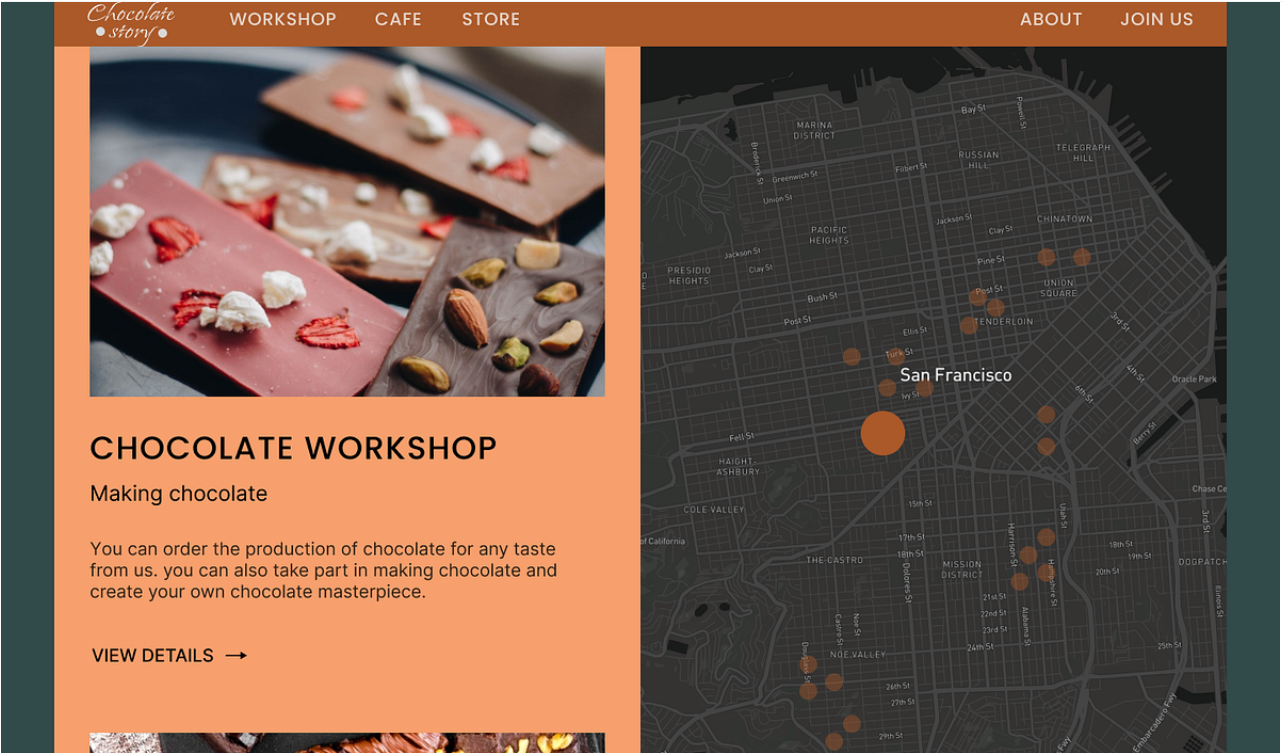 Chocolate
story
WORKSHOP
CAFE
STORE
ABOUT
JOIN US
CHOCOLATE WORKSHOP
Making chocolate
You can order the production of chocolate for any taste
from us. you can also take part in making chocolate and
create your own chocolate masterpiece.
VIEW DETAILS
Bay St
Powell St
MARINA
DISTRICT
Broderick St
TELEGRAPH
HILL
RUSSIAN
HILL
Filbert St
Greenwich St
Union St
Jackson St
CHINATOWN
Clay St
PACIFIC
HEIGHTS
Jackson St
Clay St
PRESIDIO
HEIGHTS
Pine St
UNION
SQUARE
Post St
Bush St
Post St
TENDERLOIN
3rd St
Ellis St
Turk St
San Francisco
4th St
Oracle Park
6th St
Ivy St
Fell St
Berry St
HAIGHT-
ASHBURY
Chase Ce
15th St
COLE VALLEY
Utah St
3rd St
of California
17th St
18th St
Harrison St
18th St
19th St
THE CASTRO
MISSION
DISTRICT
DOGPATCH
20th St
Dolores St
Hampshire St
21st St
22nd St
23rd St
Alabama St
Illinois St
Castro St
Noe St
24th St
25th St
Douglass St
NOE VALLEY
26th St
27th St
29th St
Embarcadero Fwy
Fwy